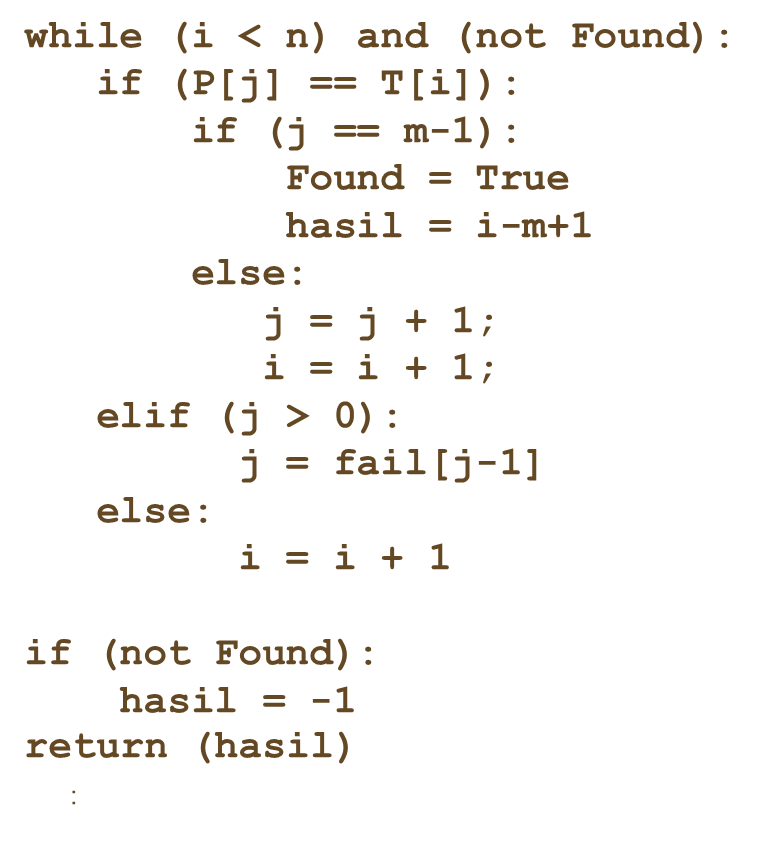 while (i < n) and (not Found):
if (P[j] == T[i]):
if (j == m-1):
Found = True
hasil = i-m+1
else:
j = j + 1;
i = i + 1;
elif (j > 0):
j = fail[j-1]
else:
i = i + 1
if (not Found):
hasil = -1
return (hasil)
: